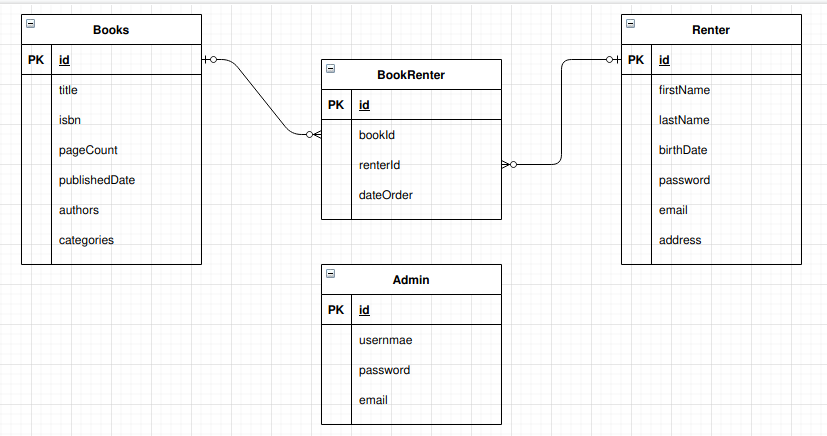 Books
PK id
title
isbn
pageCount
publishedDate
authors
categories
BookRenter
PK id
bookId
renterId
dateOrder
Renter
PK id
firstName
lastName
birthDate
password
email
address
Admin
PK id
usernmae
password
email